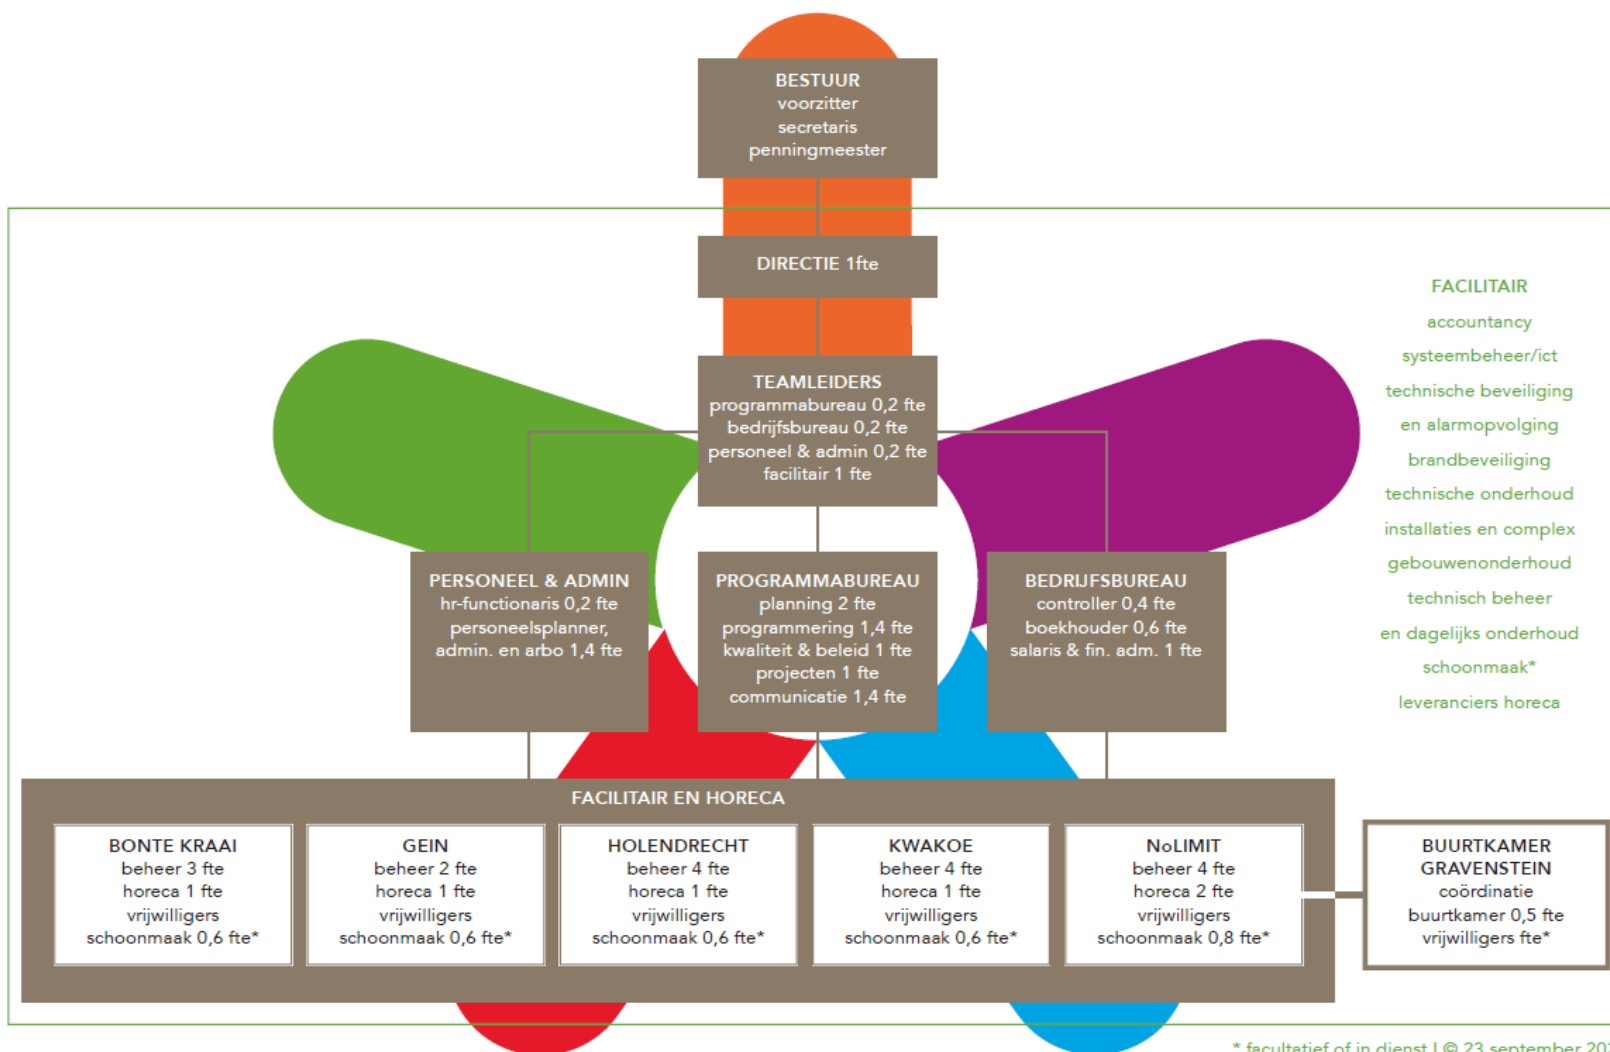 BESTUUR
voorzitter
secretaris
penningmeester
DIRECTIE 1fte
TEAMLEIDERS
programmabureau 0,2 fte
bedrijfsbureau 0,2 fte
personeel & admin 0,2 fte
facilitair 1 fte
PERSONEEL & ADMIN
hr-functionaris 0,2 fte
personeelsplanner,
admin. en arbo 1,4 fte
PROGRAMMABUREAU
planning 2 fte
programmering 1,4 fte
kwaliteit & beleid 1 fte
projecten 1 fte
communicatie 1,4 fte
BEDRIJFSBUREAU
controller 0,4 fte
boekhouder 0,6 fte
salaris & fin. adm. 1 fte
FACILITAIR
accountancy
systeembeheer/ict
technische beveiliging
en alarmopvolging
brandbeveiliging
technische onderhoud
installaties en complex
gebouwenonderhoud
technisch beheer
en dagelijks onderhoud
schoonmaak*
leveranciers horeca
FACILITAIR EN HORECA
BONTE KRAAI
beheer 3 fte
horeca 1 fte
vrijwilligers
schoonmaak 0,6 fte*
GEIN
beheer 2 fte
horeca 1 fte
vrijwilligers
schoonmaak 0,6 fte*
HOLENDRECHT
beheer 4 fte
horeca 1 fte
vrijwilligers
schoonmaak 0,6 fte*
KWAKOE
beheer 4 fte
horeca 1 fte
vrijwilligers
schoonmaak 0,6 fte*
NoLIMIT
beheer 4 fte
horeca 2 fte
vrijwilligers
schoonmaak 0,8 fte*
BUURTKAMER
GRAVENSTEIN
coördinatie
buurtkamer 0,5 fte
vrijwilligers fte*
* facultatief of in dienst | © 23 september